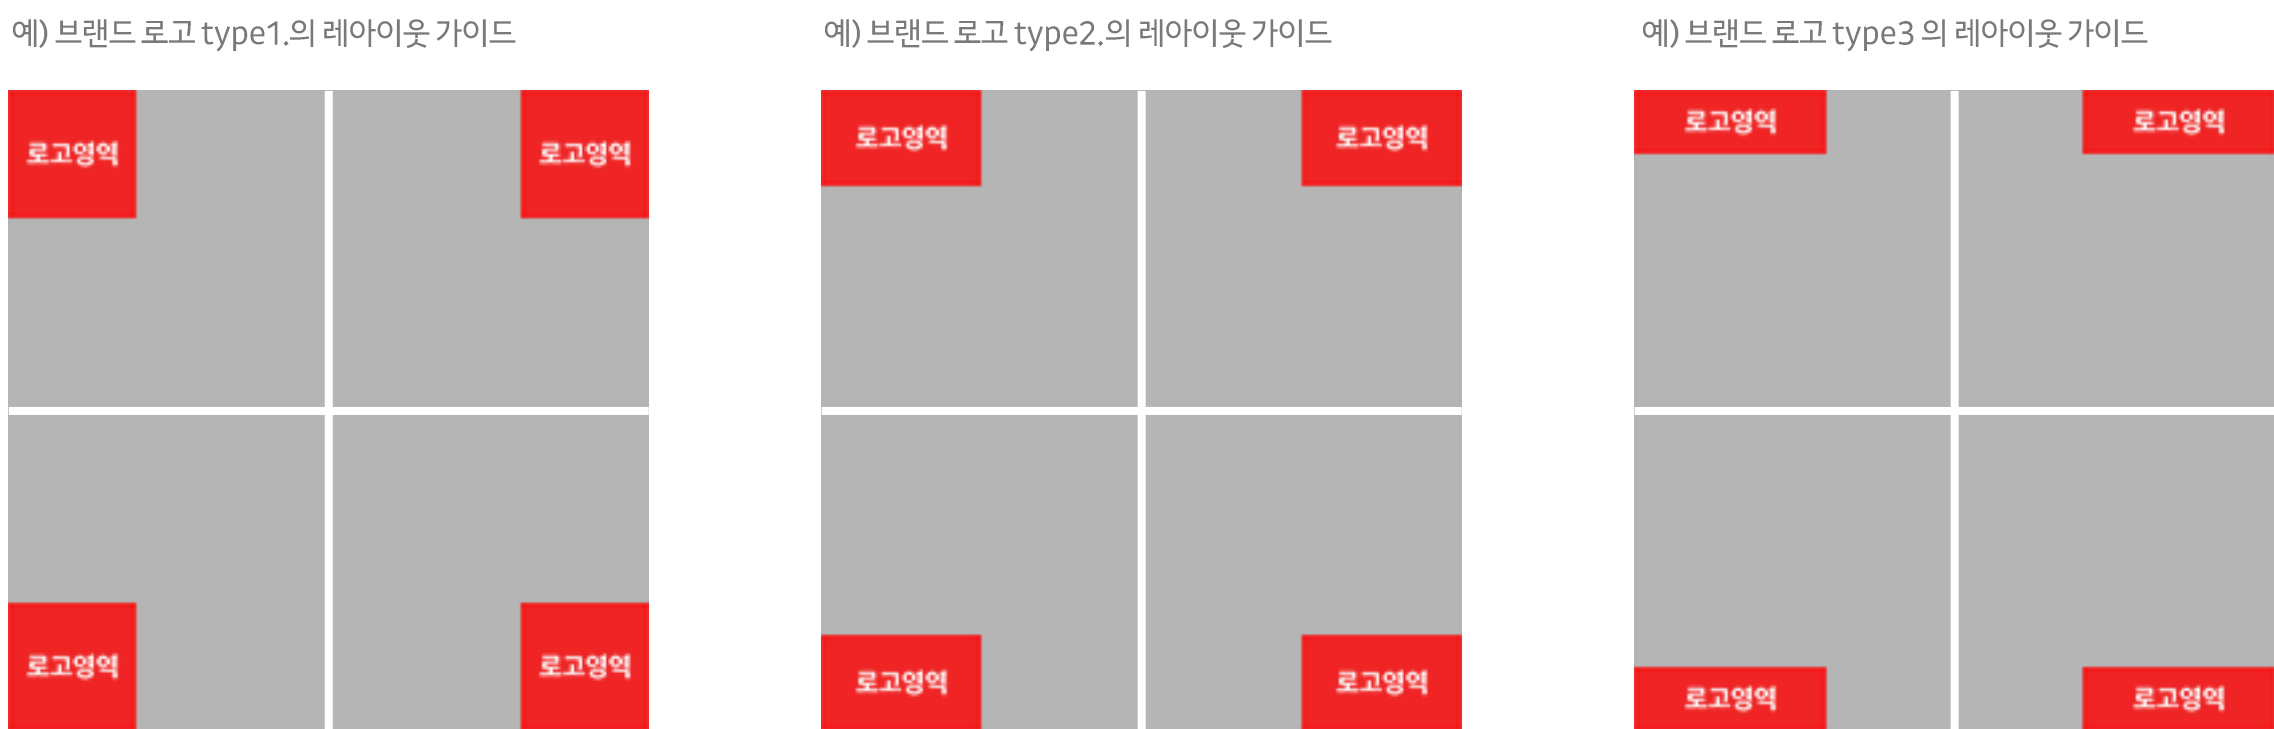 예) 브랜드 로고 type1.의 레아이웃 가이드
예) 브랜드 로고 type2.의 레아이웃 가이드
예) 브랜드 로고 type3 의 레아이웃 가이드
로고영역
로고영역
로고영역
로고영역
로고영역
로고영역
로고영역
로고영역
로고영역
로고영역
로고영역
로고영역